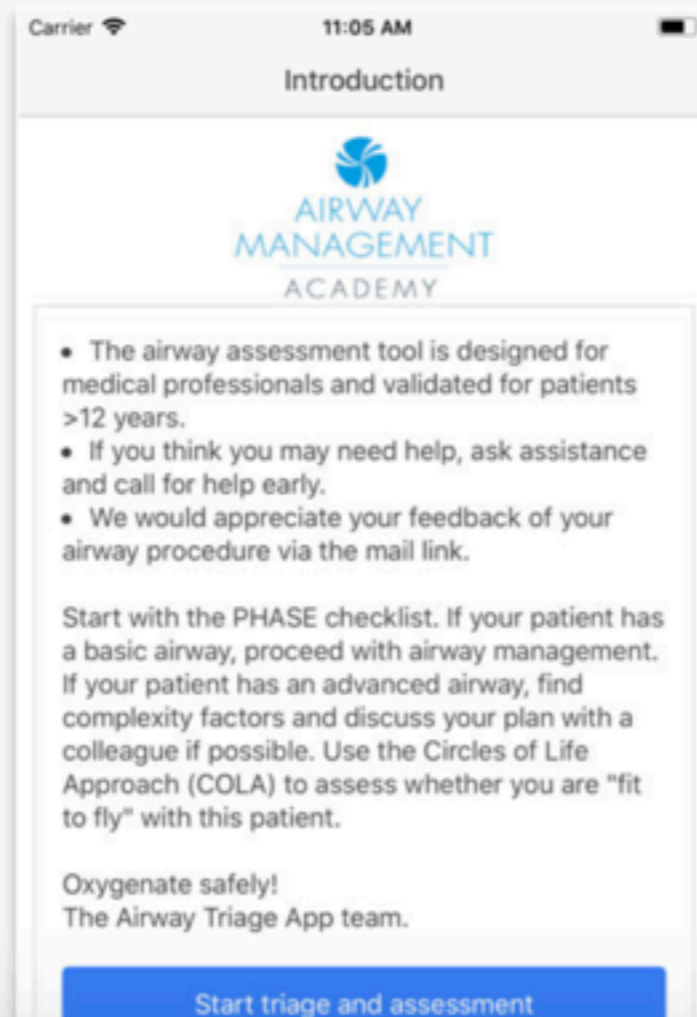 Carrier
11:05 AM
Introduction
AIRWAY
MANAGEMENT
ACADEMY
• The airway assessment tool is designed for
medical professionals and validated for patients
>12 years.
• If you think you may need help, ask assistance
and call for help early.
• We would appreciate your feedback of your
airway procedure via the mail link.
Start with the PHASE checklist. If your patient has
a basic airway, proceed with airway management.
If your patient has an advanced airway, find
complexity factors and discuss your plan with a
colleague if possible. Use the Circles of Life
Approach (COLA) to assess whether you are "fit
to fly" with this patient.
Oxygenate safely!
The Airway Triage App team.
Start triage and assessment